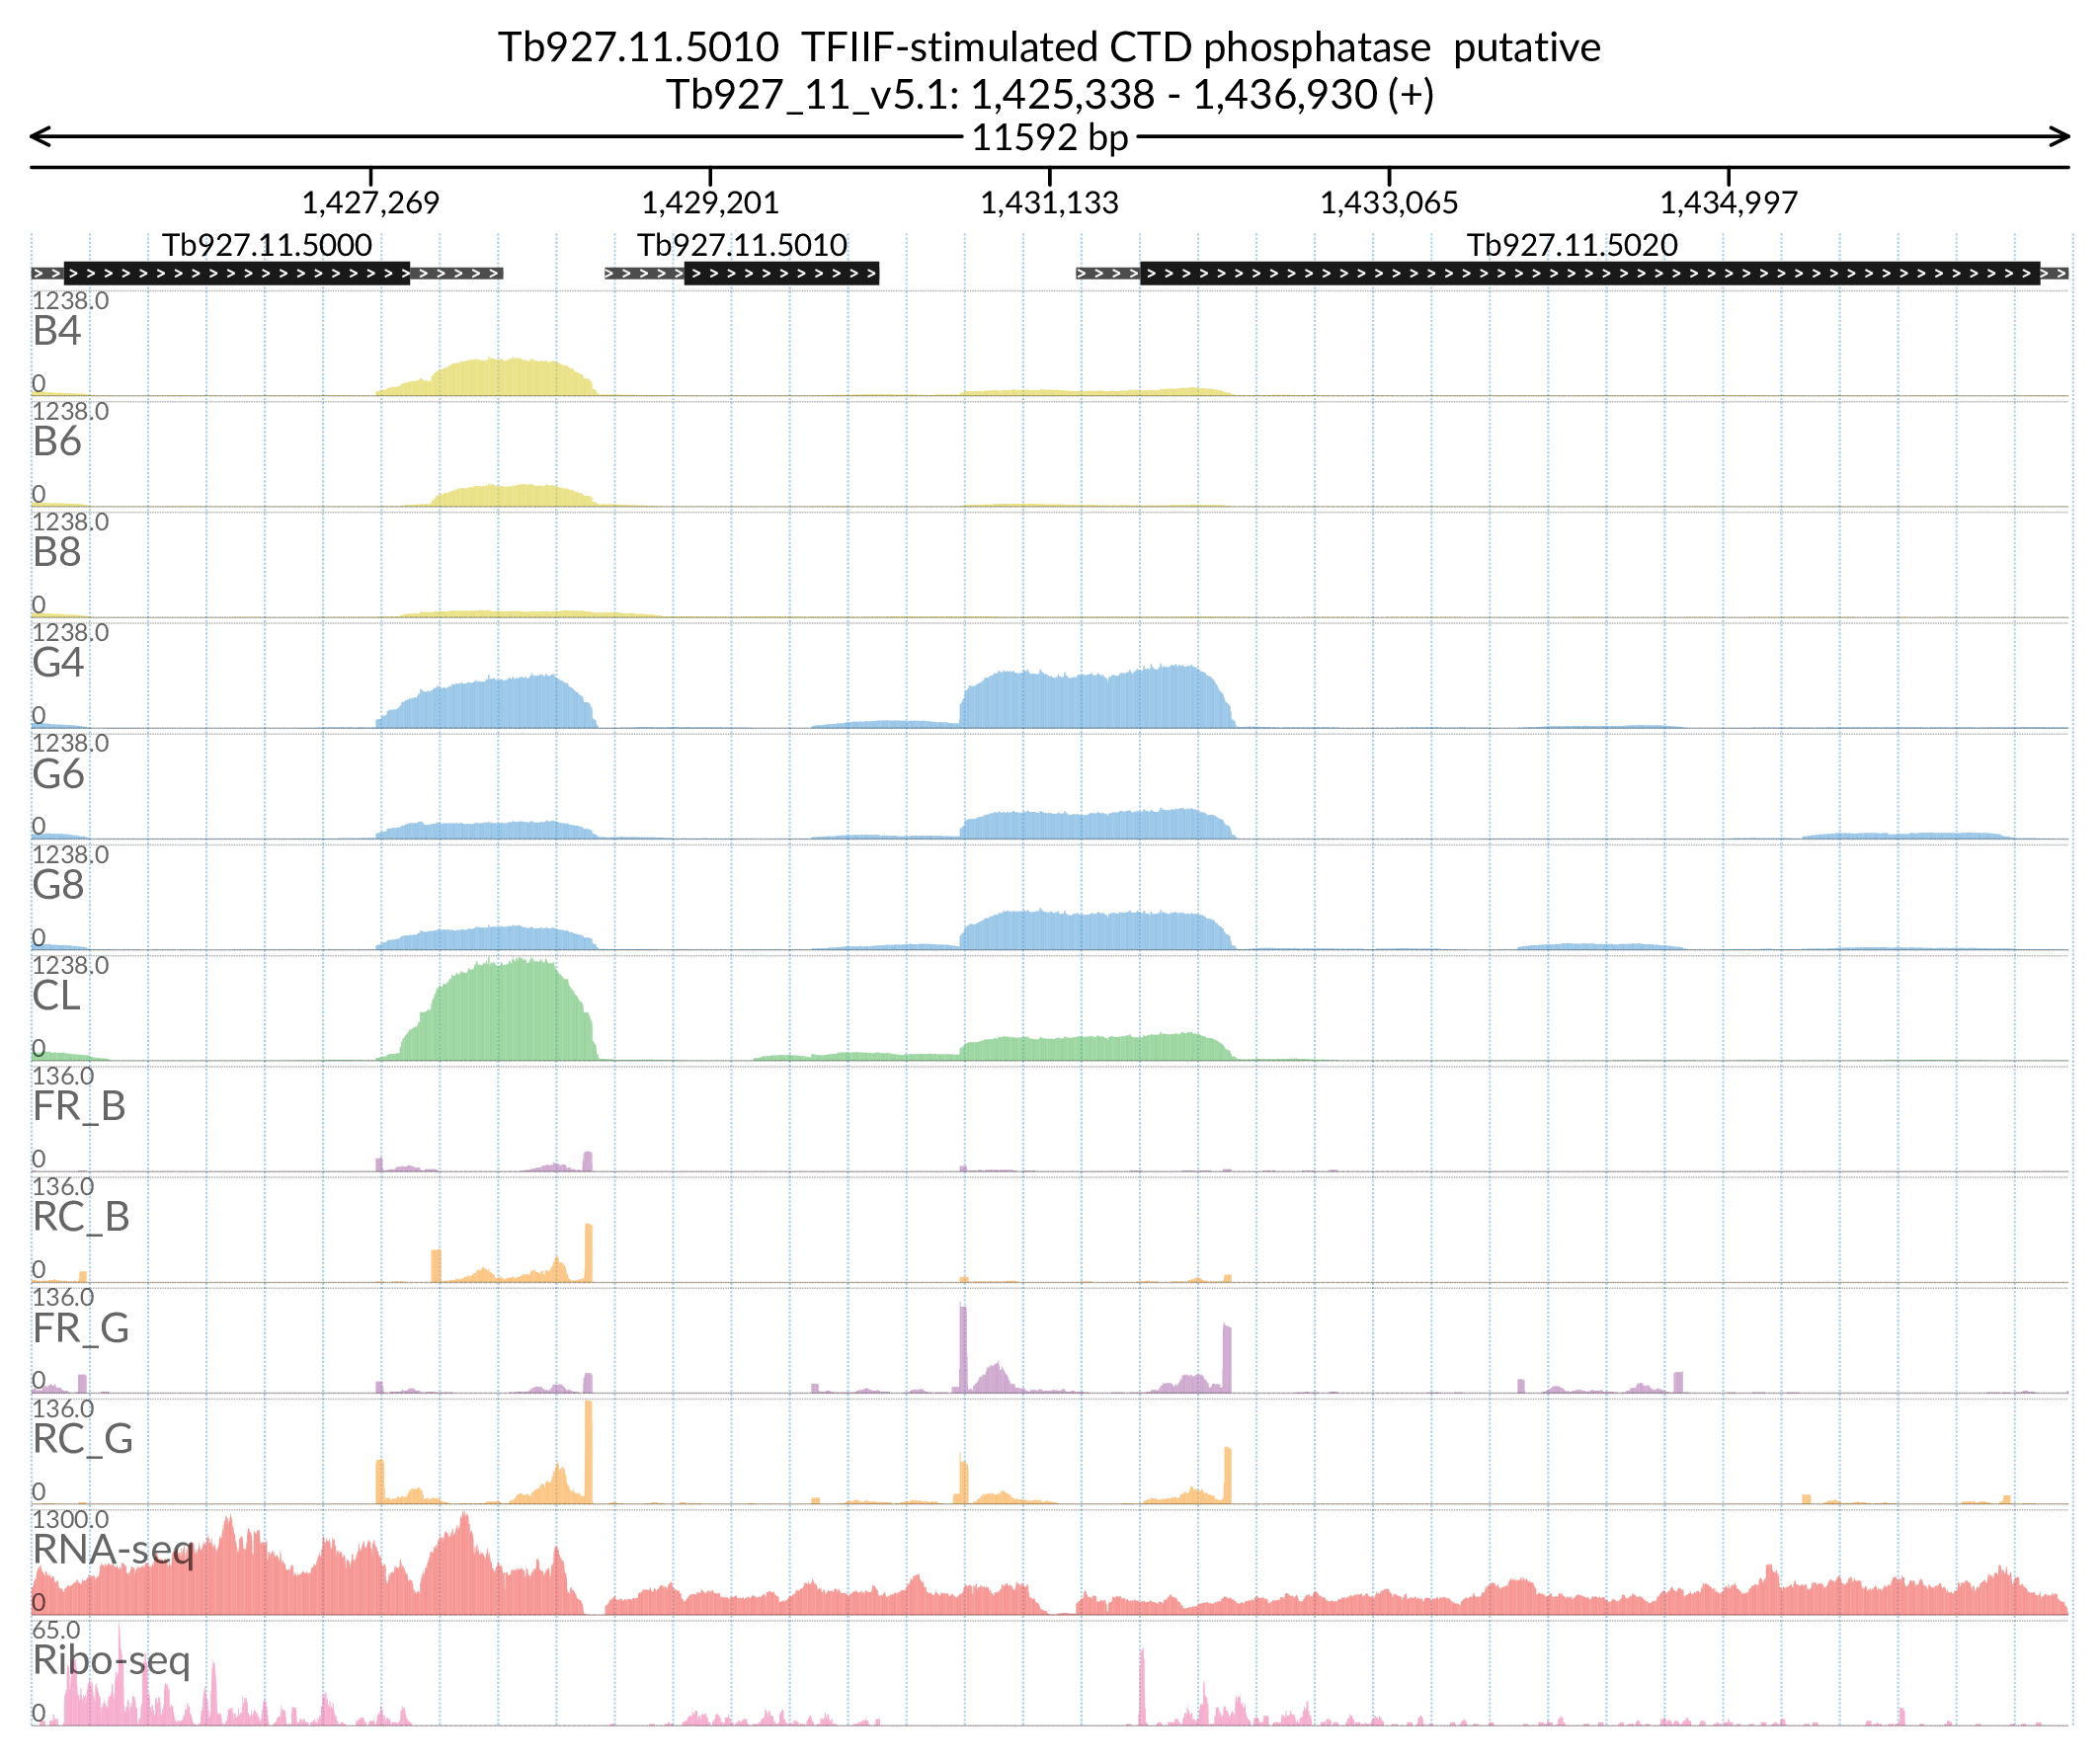 Tb927.11.5010 TFIIF-stimulated CTD phosphatase putative
Tb927_11_v5.1: 1,425,338 - 1,436,930 (+)
11592 bp
1,427,269 1,429,201 1,431,133 1,433,065 1,434,997
Tb927.11.5000 Tb927.11.5010 Tb927.11.5020
1238.0
B4
0
1238.0
B6
0
1238.0
B8
0
1238.0
G4
0
1238.0
G6
0
1238.0
G8
0
1238.0
CL
0
136.0
FR_B
0
136.0
RC_B
0
136.0
FR_G
0
136.0
RC_G
0
1300.0
RNA-seq
0
65.0
Ribo-seq
0